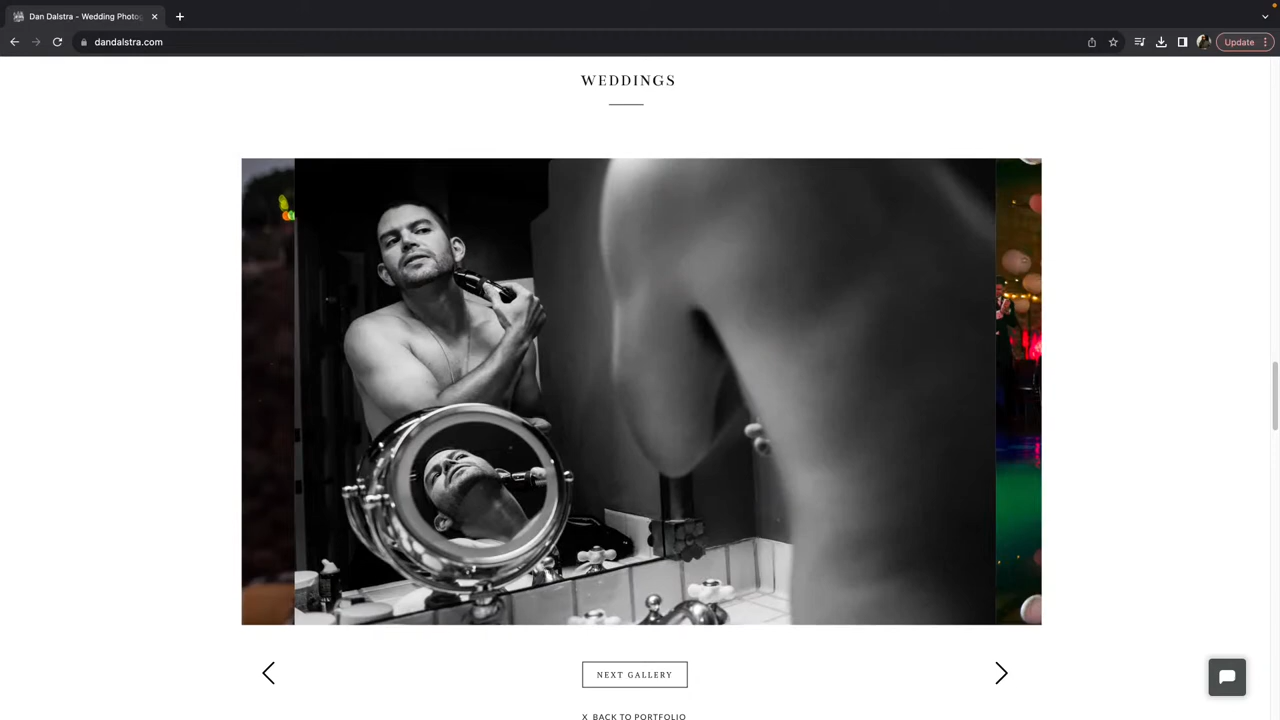 Dan Dalstra - Wedding Photog
dandalstra.com
Update
WEDDINGS
NEXT GALLERY
X BACK TO PORTFOLIO